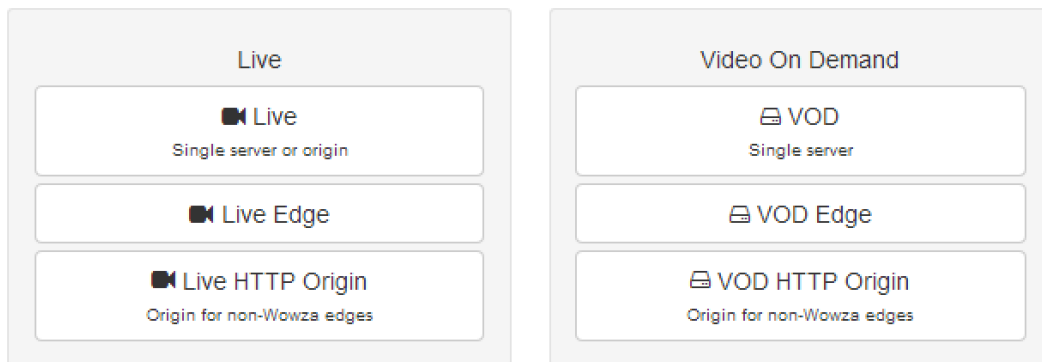 Live
Live
Single server or origin
Live Edge
Live HTTP Origin
Origin for non-Wowza edges
Video On Demand
VOD
Single server
VOD Edge
VOD HTTP Origin
Origin for non-Wowza edges